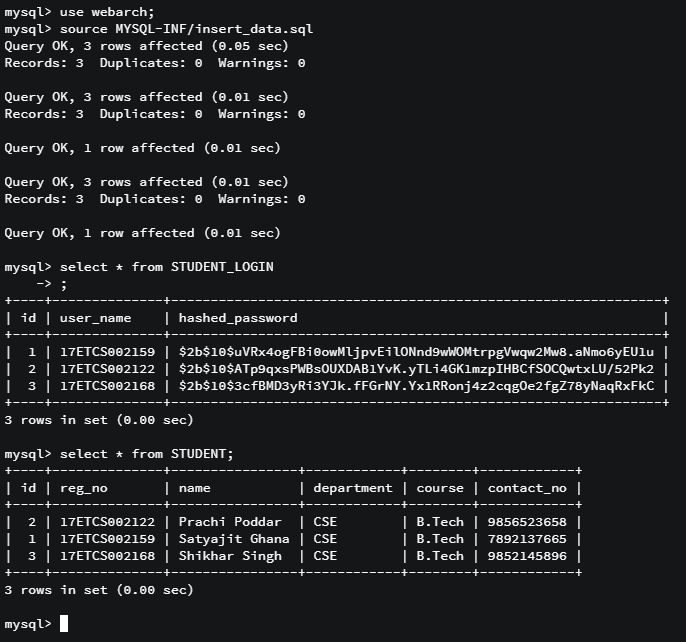 mysql> use webarch;
mysql> source MYSQL-INF/insert_data.sql
Query OK, 3 rows affected (0.05 sec)
Records: 3  Duplicates: 0  Warnings: 0

Query OK, 3 rows affected (0.01 sec)
Records: 3  Duplicates: 0  Warnings: 0

Query OK, 1 row affected (0.01 sec)

Query OK, 3 rows affected (0.01 sec)
Records: 3  Duplicates: 0  Warnings: 0

Query OK, 1 row affected (0.01 sec)

mysql> select * from STUDENT_LOGIN
    -> ;
+----+--------------+--------------------------------------------------------------+
| id | user_name    | hashed_password                                              |
+----+--------------+--------------------------------------------------------------+
|  1 | 17ETCS002159 | $2b$10$uVRx4ogFBi0owMljpvEilONnd9wWOMtrpgVwqw2Mw8.aNmo6yEU1u |
|  2 | 17ETCS002122 | $2b$10$ATp9qxsPWBsOUXDAB1YvK.yTLi4GK1mzpIHBCfSOCQwtxLU/52Pk2 |
|  3 | 17ETCS002168 | $2b$10$3cfBMD3yRi3YJk.fFGrNY.Yx1RRonj4z2cqgOe2fgZ78yNaqRxFkC |
+----+--------------+--------------------------------------------------------------+
3 rows in set (0.00 sec)

mysql> select * from STUDENT;
+----+--------------+----------------+------------+--------+------------+
| id | reg_no       | name           | department | course | contact_no |
+----+--------------+----------------+------------+--------+------------+
|  2 | 17ETCS002122 | Prachi Poddar  | CSE        | B.Tech | 9856523658 |
|  1 | 17ETCS002159 | Satyajit Ghana | CSE        | B.Tech | 7892137665 |
|  3 | 17ETCS002168 | Shikhar Singh  | CSE        | B.Tech | 9852145896 |
+----+--------------+----------------+------------+--------+------------+
3 rows in set (0.00 sec)

mysql>